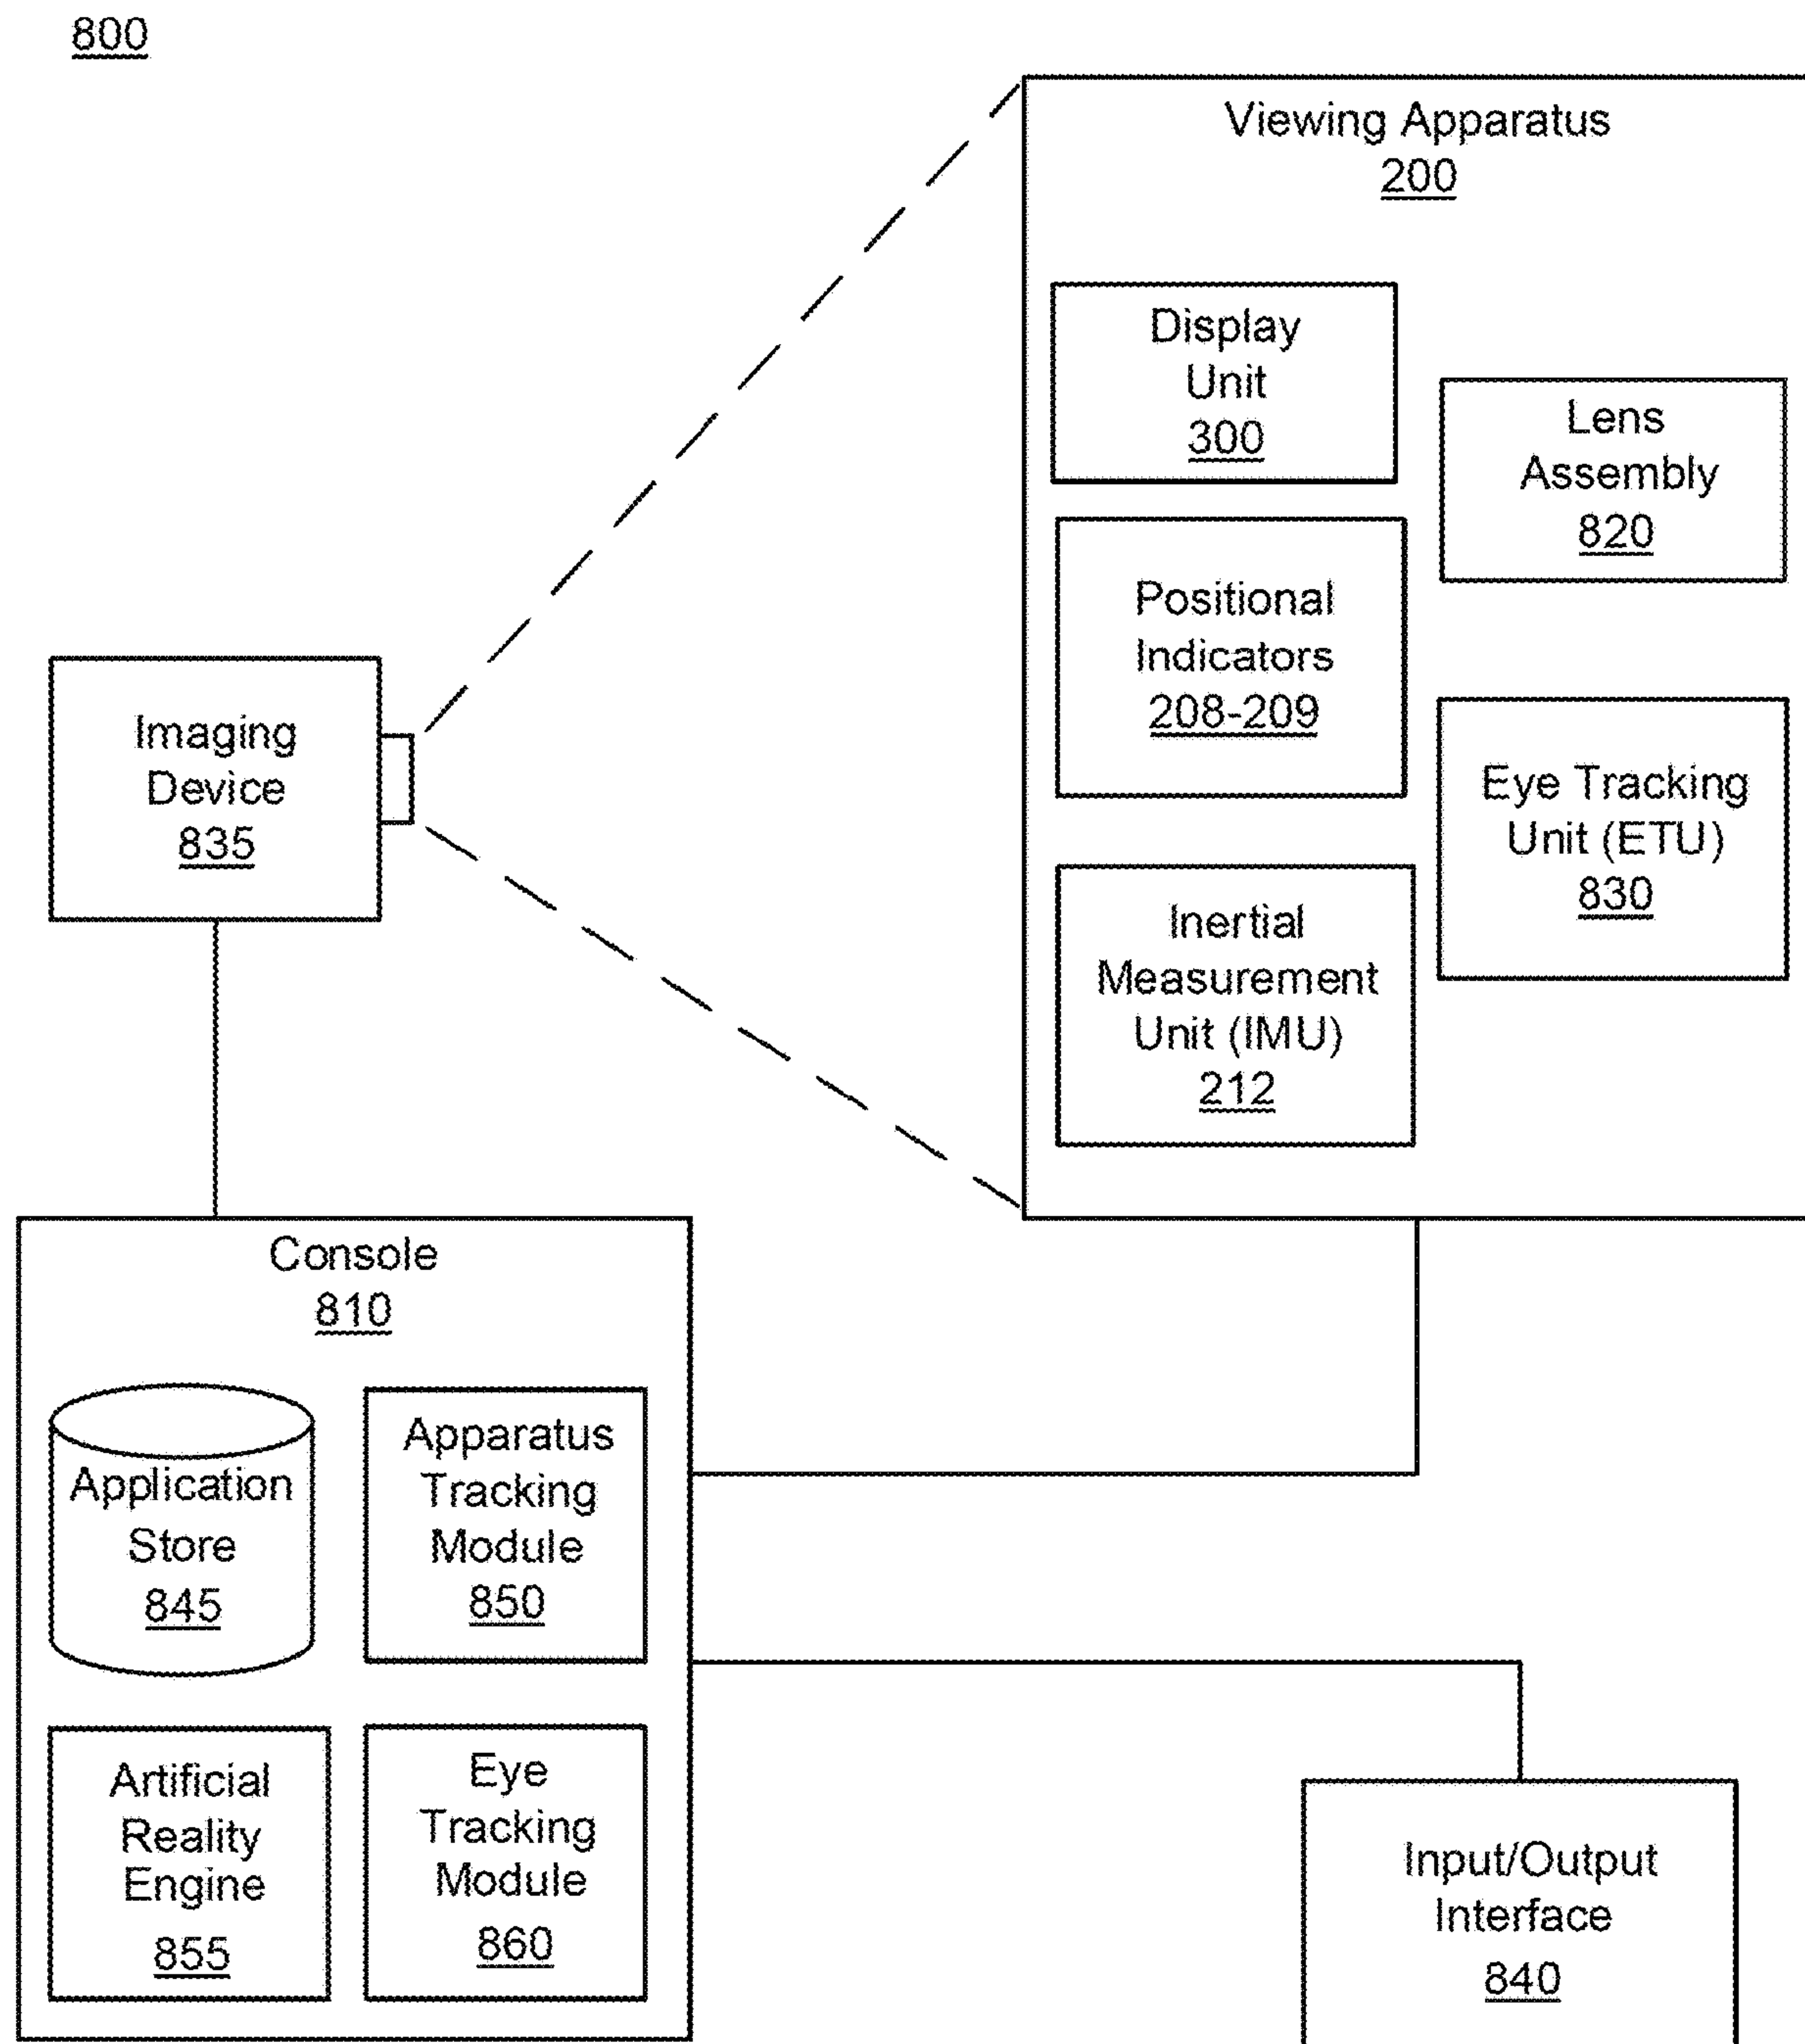 800
Viewing Apparatus
200
Display
Unit
300
Lens
Assembly
820
Positional
Indicators
208-209
Eye Tracking
Unit (ETU)
830
Inertial
Measurement
Unit (IMU)
212
Imaging
Device
835
Console
810
Application
Store
845
Apparatus
Tracking
Module
850
Artificial
Reality
Engine
855
Eye
Tracking
Module
860
Input/Output
Interface
840